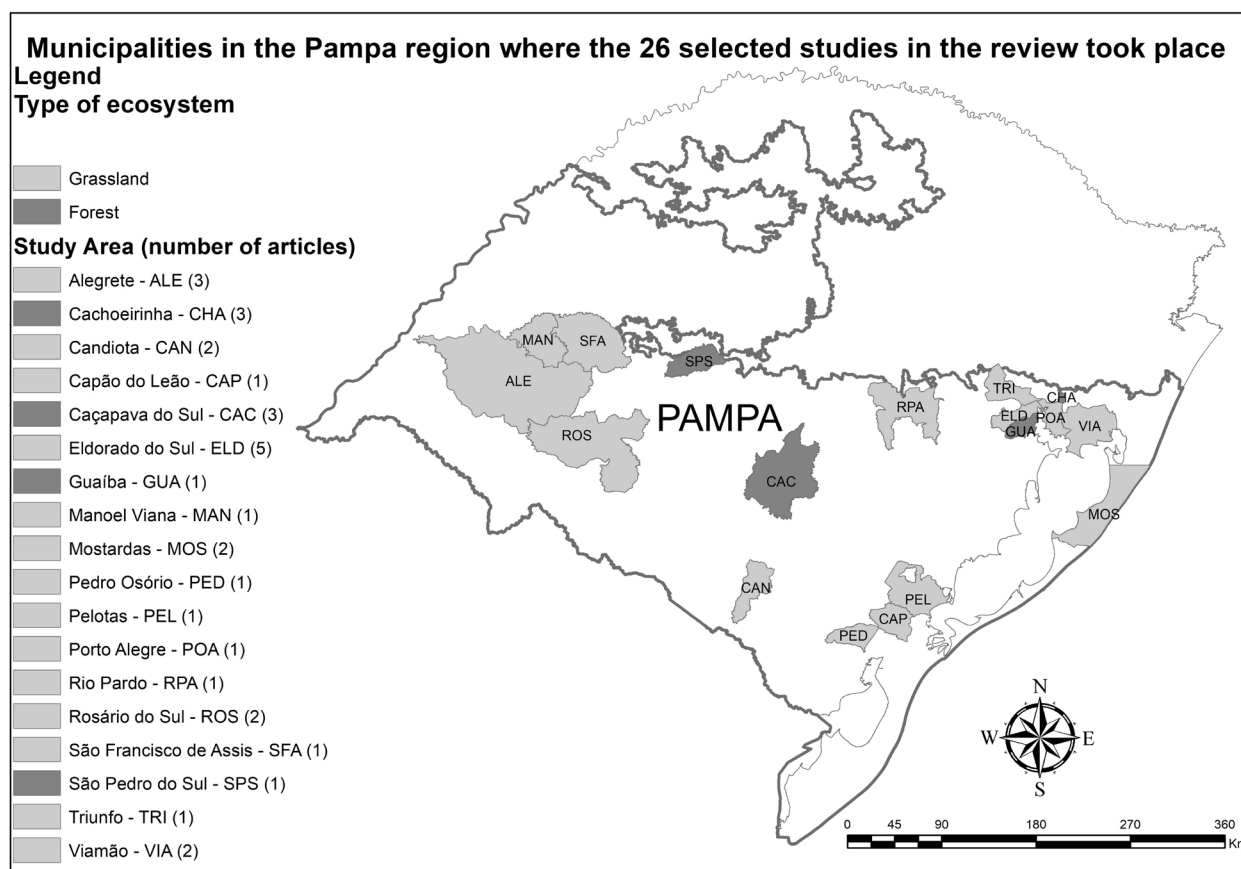 Municipalities in the Pampa region where the 26 selected studies in the review took place
Legend
Type of ecosystem
Grassland
Forest
Study Area (number of articles)
Alegrete - ALE (3)
Cachoeirinha - CHA (3)
Candiota - CAN (2)
Capão do Leão - CAP (1)
Caçapava do Sul - CAC (3)
Eldorado do Sul - ELD (5)
Guaíba - GUA (1)
Manoel Viana - MAN (1)
Mostardas - MOS (2)
Pedro Osório - PED (1)
Pelotas - PEL (1)
Porto Alegre - POA (1)
Rio Pardo - RPA (1)
Rosário do Sul - ROS (2)
São Francisco de Assis - SFA (1)
São Pedro do Sul - SPS (1)
Triunfo - TRI (1)
Viamão - VIA (2)
MAN
SFA
SPS
ALE
ROS
PAMPA
RPA
TRI
CHA
ELD
POA
GUA
VIA
CAC
MOS
CAN
PEL
CAP
PED
N
W
E
S
0 45 90 180 270 360
Km